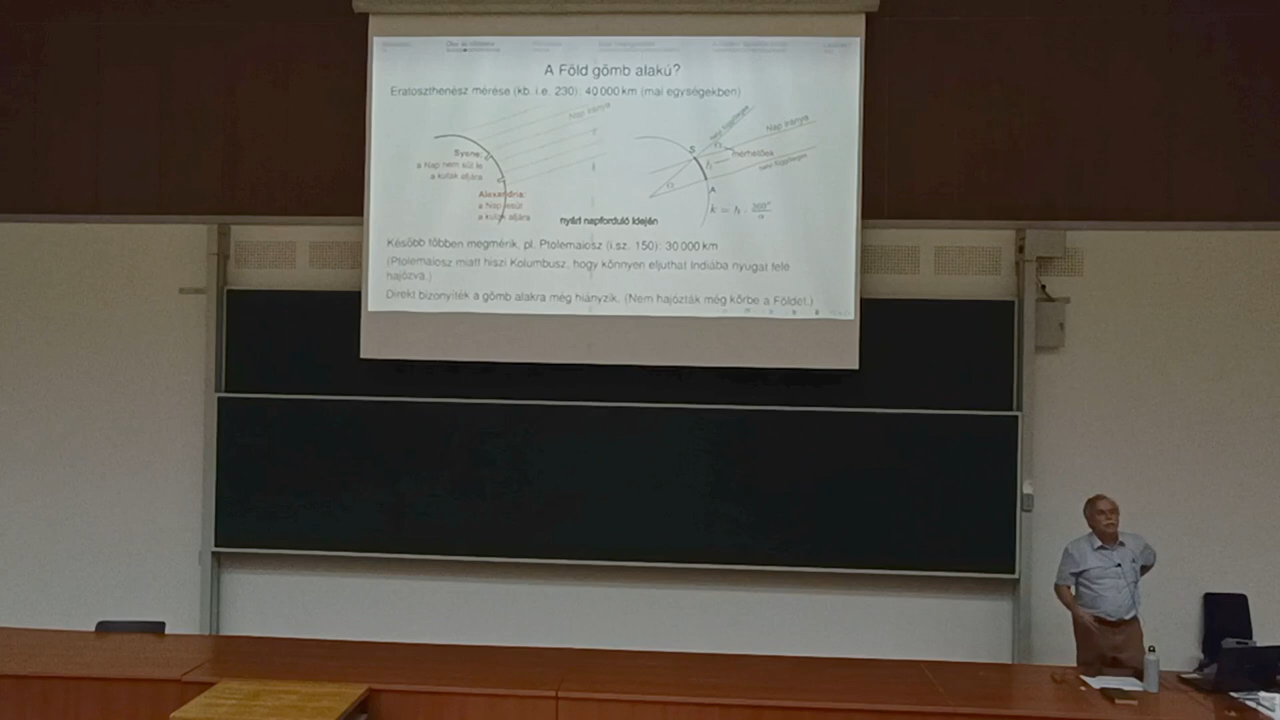 A Föld gömb alakú?
Eratoszthenész mérése (kb. i.e. 230): 40 000 km (mai egységekben)
Nap iránya
Syene:
a Nap nem süt le
a kutak aljára
Alexandria:
a Nap
a kutak aljára
nyári napforduló idején
Nap iránya
mérhetőek
helyi függőleges
S
h
A
α
k = h · 360° / α
Később többen megmérik, pl. Ptolemaiosz (i.sz. 150): 30 000 km
(Ptolemaiosz miatt hiszi Kolumbusz, hogy könnyen eljuthat Indiába nyugat felé
hajózva.)
Direkt bizonyíték a gömb alakra még hiányzik. (Nem hajózták még körbe a Földet.)